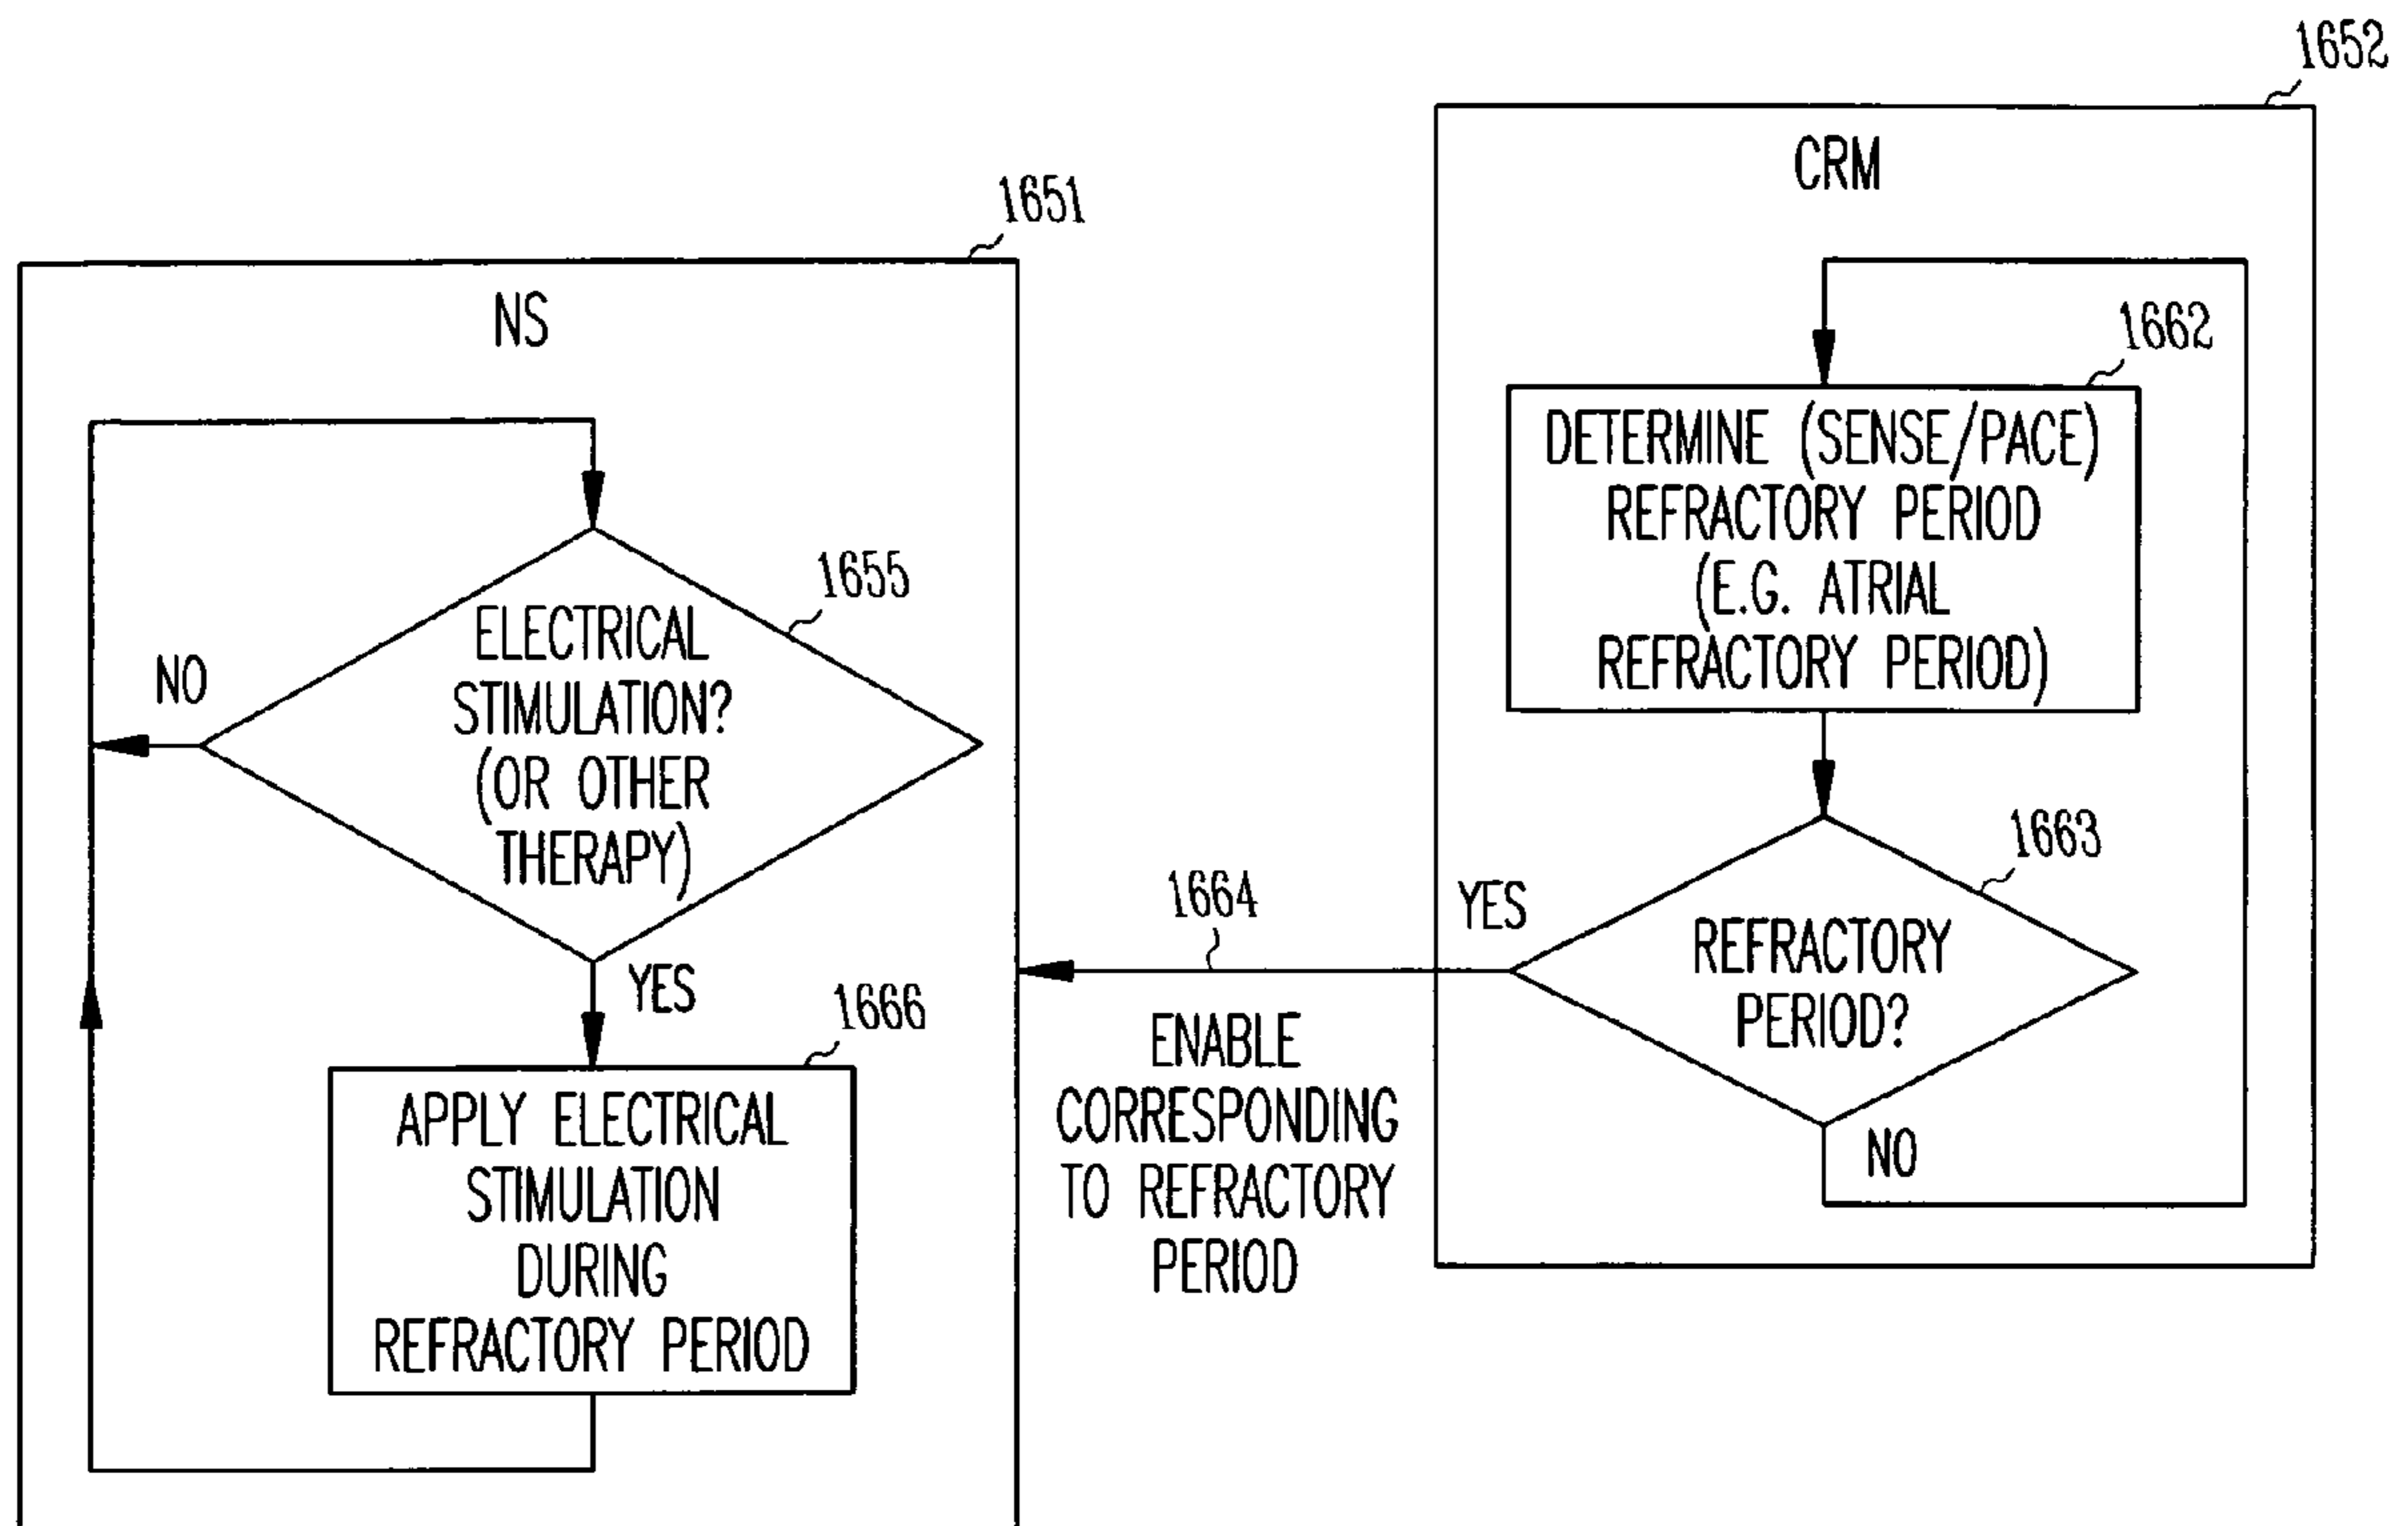 1652
CRM
1651
NS
1662
DETERMINE (SENSE/PACE)
REFRACTORY PERIOD
(E.G. ATRIAL
REFRACTORY PERIOD)
1655
ELECTRICAL
STIMULATION?
(OR OTHER
THERAPY)
NO
YES
1663
REFRACTORY
PERIOD?
YES
NO
1664
ENABLE
CORRESPONDING
TO REFRACTORY
PERIOD
1666
APPLY ELECTRICAL
STIMULATION
DURING
REFRACTORY PERIOD